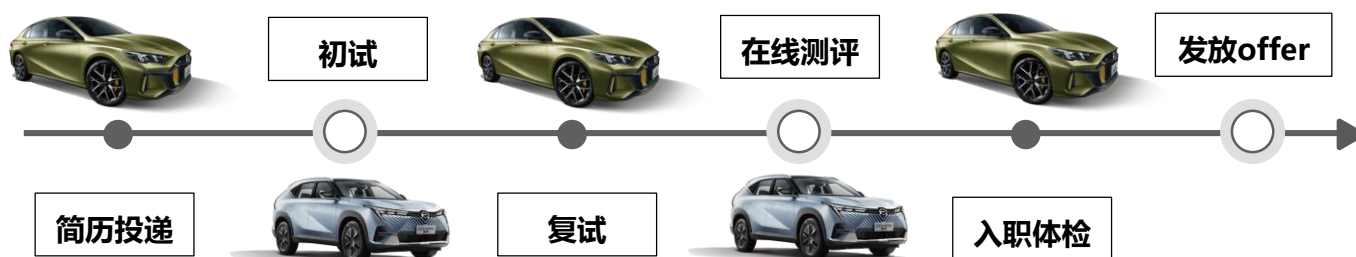 初试
在线测评
发放offer
简历投递
复试
入职体检